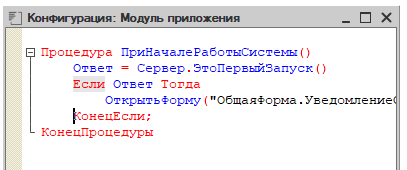 Конфигурация: Модуль приложения
Процедура ПриНачалеРаботыСистемы()
Ответ = Сервер.ЭтоПервыйЗапуск()
Если Ответ Тогда
ОткрытьФорму("ОбщаяФорма.Уведомление
КонецЕсли;
КонецПроцедуры